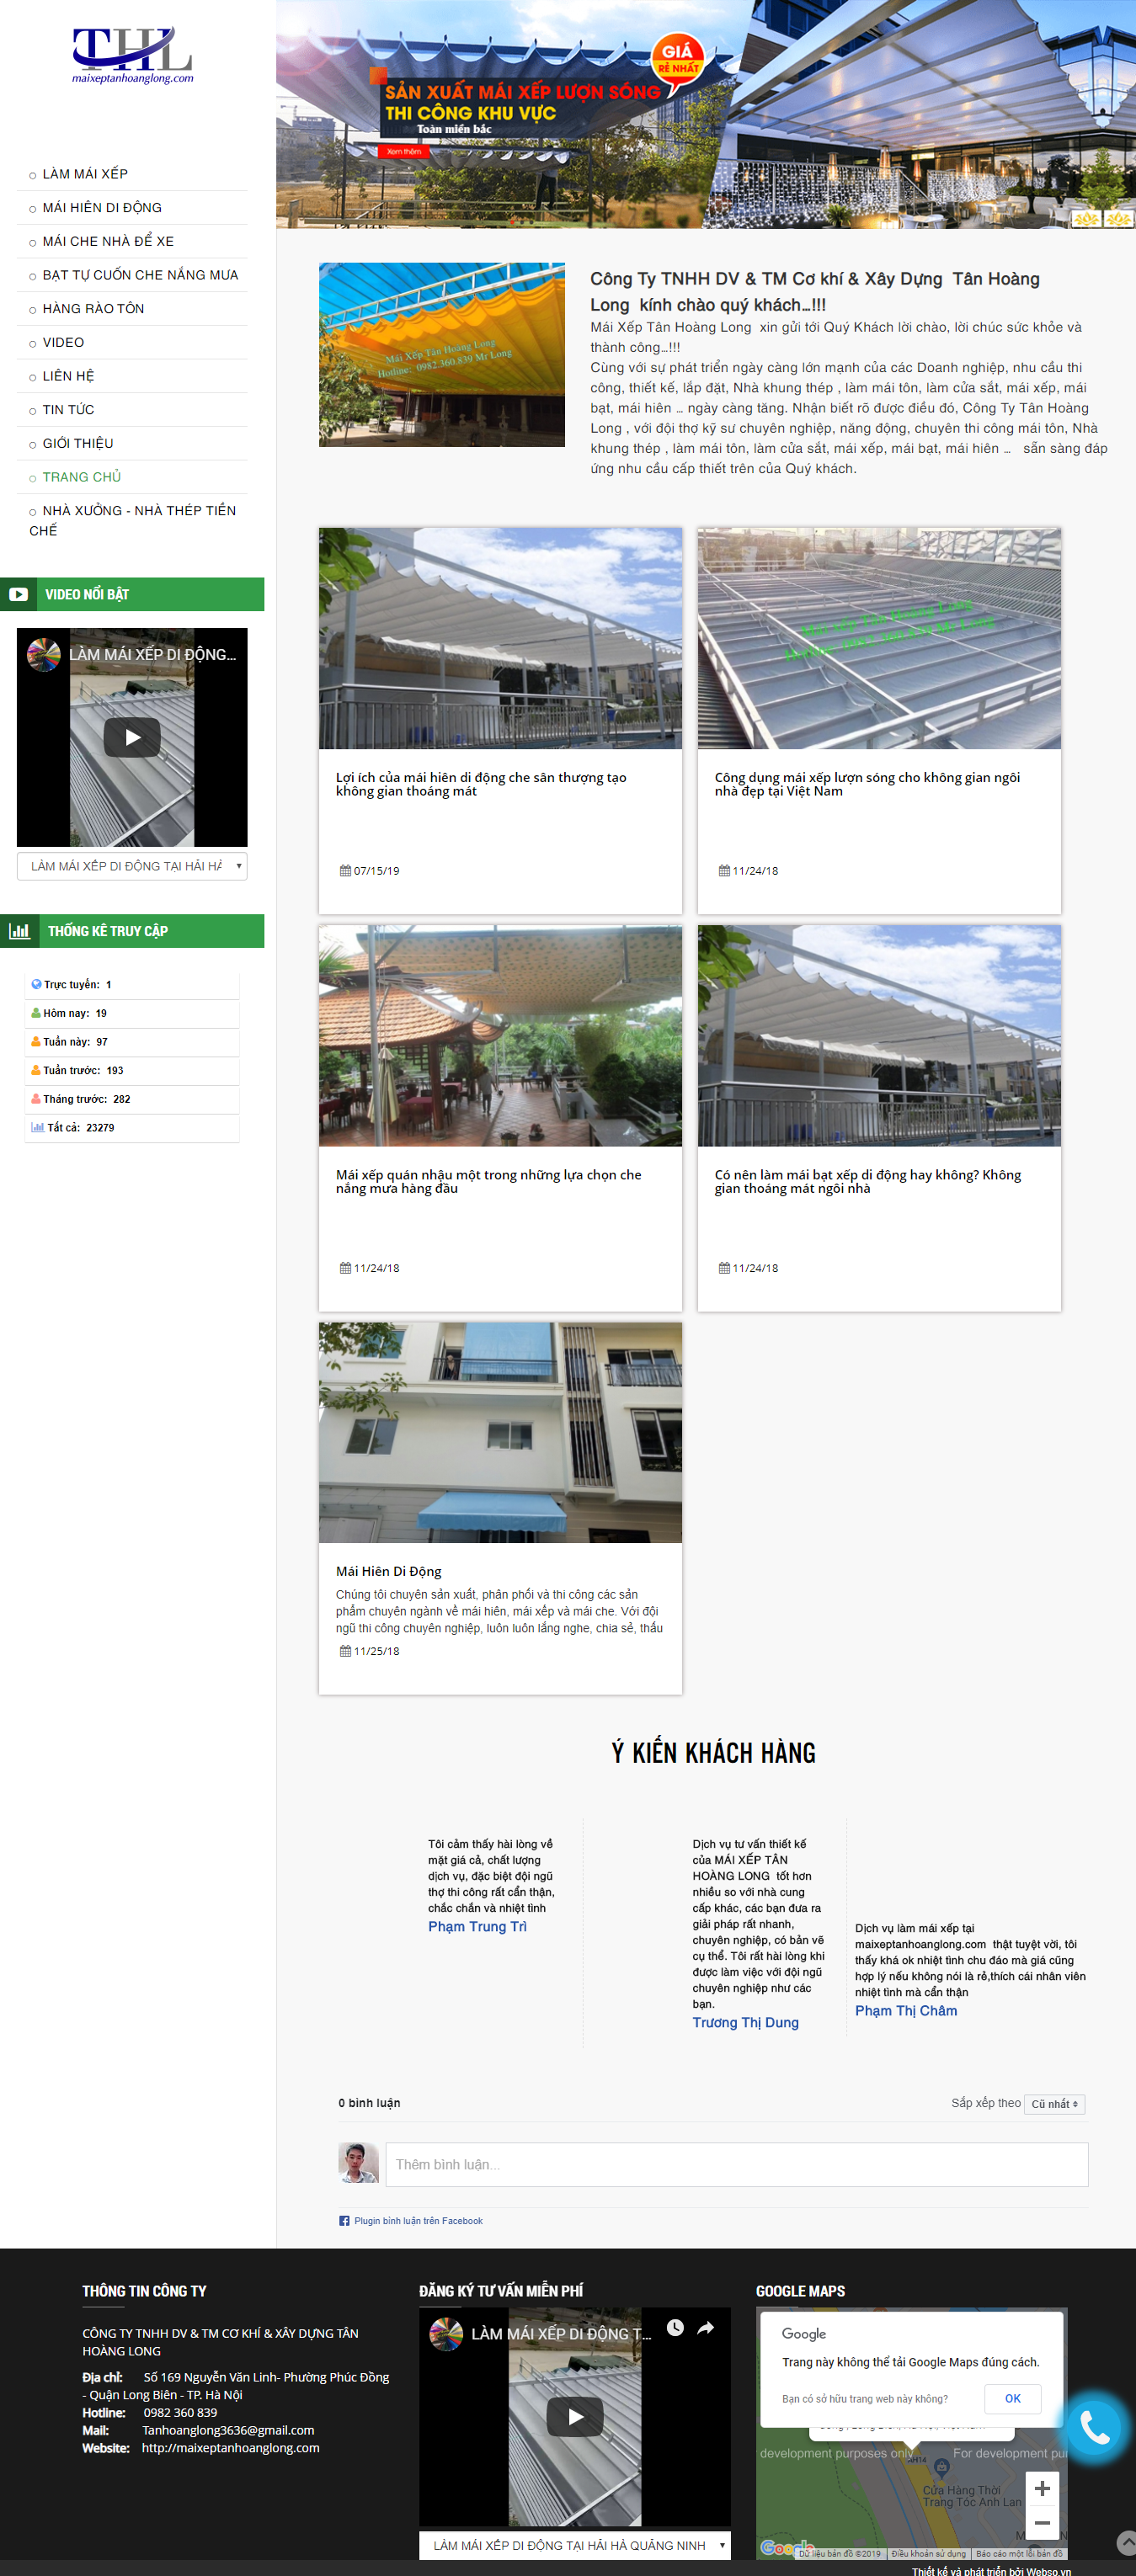 THL
maixeptanhoanglong.com
LÀM MÁI XẾP
MÁI HIÊN DI ĐỘNG
MÁI CHE NHÀ ĐỂ XE
BẠT TỰ CUỐN CHE NẮNG MƯA
HÀNG RÀO TÔN
VIDEO
LIÊN HỆ
TIN TỨC
GIỚI THIỆU
TRANG CHỦ
NHÀ XƯỞNG - NHÀ THÉP TIỀN
CHẾ
VIDEO NỔI BẬT
LÀM MÁI XẾP DI ĐỘNG...
LÀM MÁI XẾP DI ĐỘNG TẠI HẢI HÀ
THỐNG KÊ TRUY CẬP
Trực tuyến: 1
Hôm nay: 19
Tuần này: 97
Tuần trước: 193
Tháng trước: 282
Tất cả: 23279
GIÁ
RẺ NHẤT
SẢN XUẤT MÁI XẾP LƯỢN SÓNG
THI CÔNG KHU VỰC
Toàn miền bắc
Xem thêm
Mái Xếp Tân Hoàng Long
Hotline: 0982.360.839 Mr Long
Công Ty TNHH DV & TM Cơ khí & Xây Dựng Tân Hoàng
Long kính chào quý khách…!!!
Mái Xếp Tân Hoàng Long xin gửi tới Quý Khách lời chào, lời chúc sức khỏe và
thành công…!!!
Cùng với sự phát triển ngày càng lớn mạnh của các Doanh nghiệp, nhu cầu thi
công, thiết kế, lắp đặt, Nhà khung thép , làm mái tôn, làm cửa sắt, mái xếp, mái
bạt, mái hiên … ngày càng tăng. Nhận biết rõ được điều đó, Công Ty Tân Hoàng
Long , với đội thợ kỹ sư chuyên nghiệp, năng động, chuyên thi công mái tôn, Nhà
khung thép , làm mái tôn, làm cửa sắt, mái xếp, mái bạt, mái hiên … sẵn sàng đáp
ứng nhu cầu cấp thiết trên của Quý khách.
Mái Xếp Tân Hoàng Long
Hotline: 0982.360.839 Mr Long
Lợi ích của mái hiên di động che sân thượng tạo
không gian thoáng mát
07/15/19
Công dụng mái xếp lượn sóng cho không gian ngôi
nhà đẹp tại Việt Nam
11/24/18
Mái xếp quán nhậu một trong những lựa chọn che
nắng mưa hàng đầu
11/24/18
Có nên làm mái bạt xếp di động hay không? Không
gian thoáng mát ngôi nhà
11/24/18
Mái Hiên Di Động
Chúng tôi chuyên sản xuất, phân phối và thi công các sản
phẩm chuyên ngành về mái hiên, mái xếp và mái che. Với đội
ngũ thi công chuyên nghiệp, luôn luôn lắng nghe, chia sẻ, thấu
11/25/18
Ý KIẾN KHÁCH HÀNG
Tôi cảm thấy hài lòng về
mặt giá cả, chất lượng
dịch vụ, đặc biệt đội ngũ
thợ thi công rất cẩn thận,
chắc chắn và nhiệt tình
Phạm Trung Trì
Dịch vụ tư vấn thiết kế
của MÁI XẾP TÂN
HOÀNG LONG tốt hơn
nhiều so với nhà cung
cấp khác, các bạn đưa ra
giải pháp rất nhanh,
chuyên nghiệp, có bản vẽ
cụ thể. Tôi rất hài lòng khi
được làm việc với đội ngũ
chuyên nghiệp như các
bạn.
Trương Thị Dung
Dịch vụ làm mái xếp tại
maixeptanhoanglong.com thật tuyệt vời, tôi
thấy khá ok nhiệt tình chu đáo mà giá cũng
hợp lý nếu không nói là rẻ,thích cái nhân viên
nhiệt tình mà cẩn thận
Phạm Thị Châm
0 bình luận
Sắp xếp theo Cũ nhất
Thêm bình luận...
Plugin bình luận trên Facebook
THÔNG TIN CÔNG TY
CÔNG TY TNHH DV & TM CƠ KHÍ & XÂY DỰNG TÂN
HOÀNG LONG
Địa chỉ: Số 169 Nguyễn Văn Linh- Phường Phúc Đồng
- Quận Long Biên - TP. Hà Nội
Hotline: 0982 360 839
Mail: Tanhoanglong3636@gmail.com
Website: http://maixeptanhoanglong.com
ĐĂNG KÝ TƯ VẤN MIỄN PHÍ
LÀM MÁI XẾP DI ĐỘNG T...
LÀM MÁI XẾP DI ĐỘNG TẠI HẢI HÀ QUẢNG NINH
GOOGLE MAPS
Google
Trang này không thể tải Google Maps đúng cách.
Bạn có sở hữu trang web này không?
OK
development purposes only
For development pu
AH14
Cửa Hàng Thời
Trang Tóc Anh Lan
Google
Dữ liệu bản đồ ©2019
Điều khoản sử dụng
Báo cáo một lỗi bản đồ
Thiết kế và phát triển bởi Webso.vn